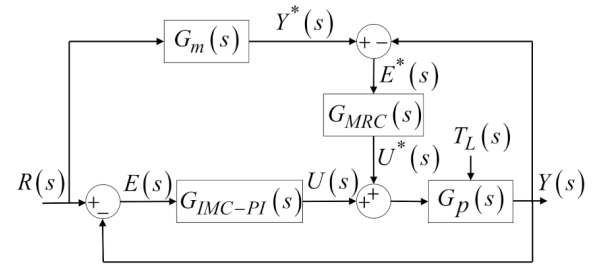 G_m(s)
Y*(s)
+ −
E*(s)
G_MRC(s)
T_L(s)
U*(s)
R(s)
E(s)
U(s)
Y(s)
+ −
G_IMC−PI(s)
+ +
G_p(s)